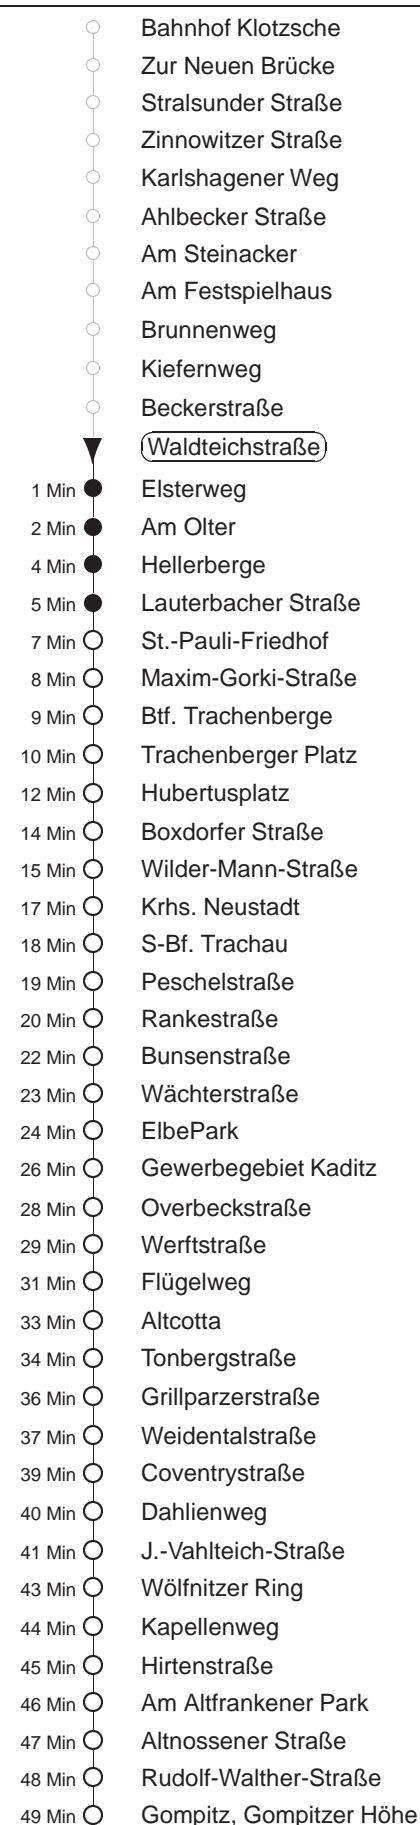 Bahnhof Klotzsche
Zur Neuen Brücke
Stralsunder Straße
Zinnowitzer Straße
Karlshagener Weg
Ahlbecker Straße
Am Steinacker
Am Festspielhaus
Brunnenweg
Kiefernweg
Beckerstraße
Waldteichstraße
1 Min Elsterweg
2 Min Am Olter
4 Min Hellerberge
5 Min Lauterbacher Straße
7 Min St.-Pauli-Friedhof
8 Min Maxim-Gorki-Straße
9 Min Btf. Trachenberge
10 Min Trachenberger Platz
12 Min Hubertusplatz
14 Min Boxdorfer Straße
15 Min Wilder-Mann-Straße
17 Min Krhs. Neustadt
18 Min S-Bf. Trachau
19 Min Peschelstraße
20 Min Rankestraße
22 Min Bunsenstraße
23 Min Wächterstraße
24 Min ElbePark
26 Min Gewerbegebiet Kaditz
28 Min Overbeckstraße
29 Min Werftstraße
31 Min Flügelweg
33 Min Altcotta
34 Min Tonbergstraße
36 Min Grillparzerstraße
37 Min Weidentalstraße
39 Min Coventrystraße
40 Min Dahlienweg
41 Min J.-Vahlteich-Straße
43 Min Wölfnitzer Ring
44 Min Kapellenweg
45 Min Hirtenstraße
46 Min Am Altfrankener Park
47 Min Altnossener Straße
48 Min Rudolf-Walther-Straße
49 Min Gompitz, Gompitzer Höhe